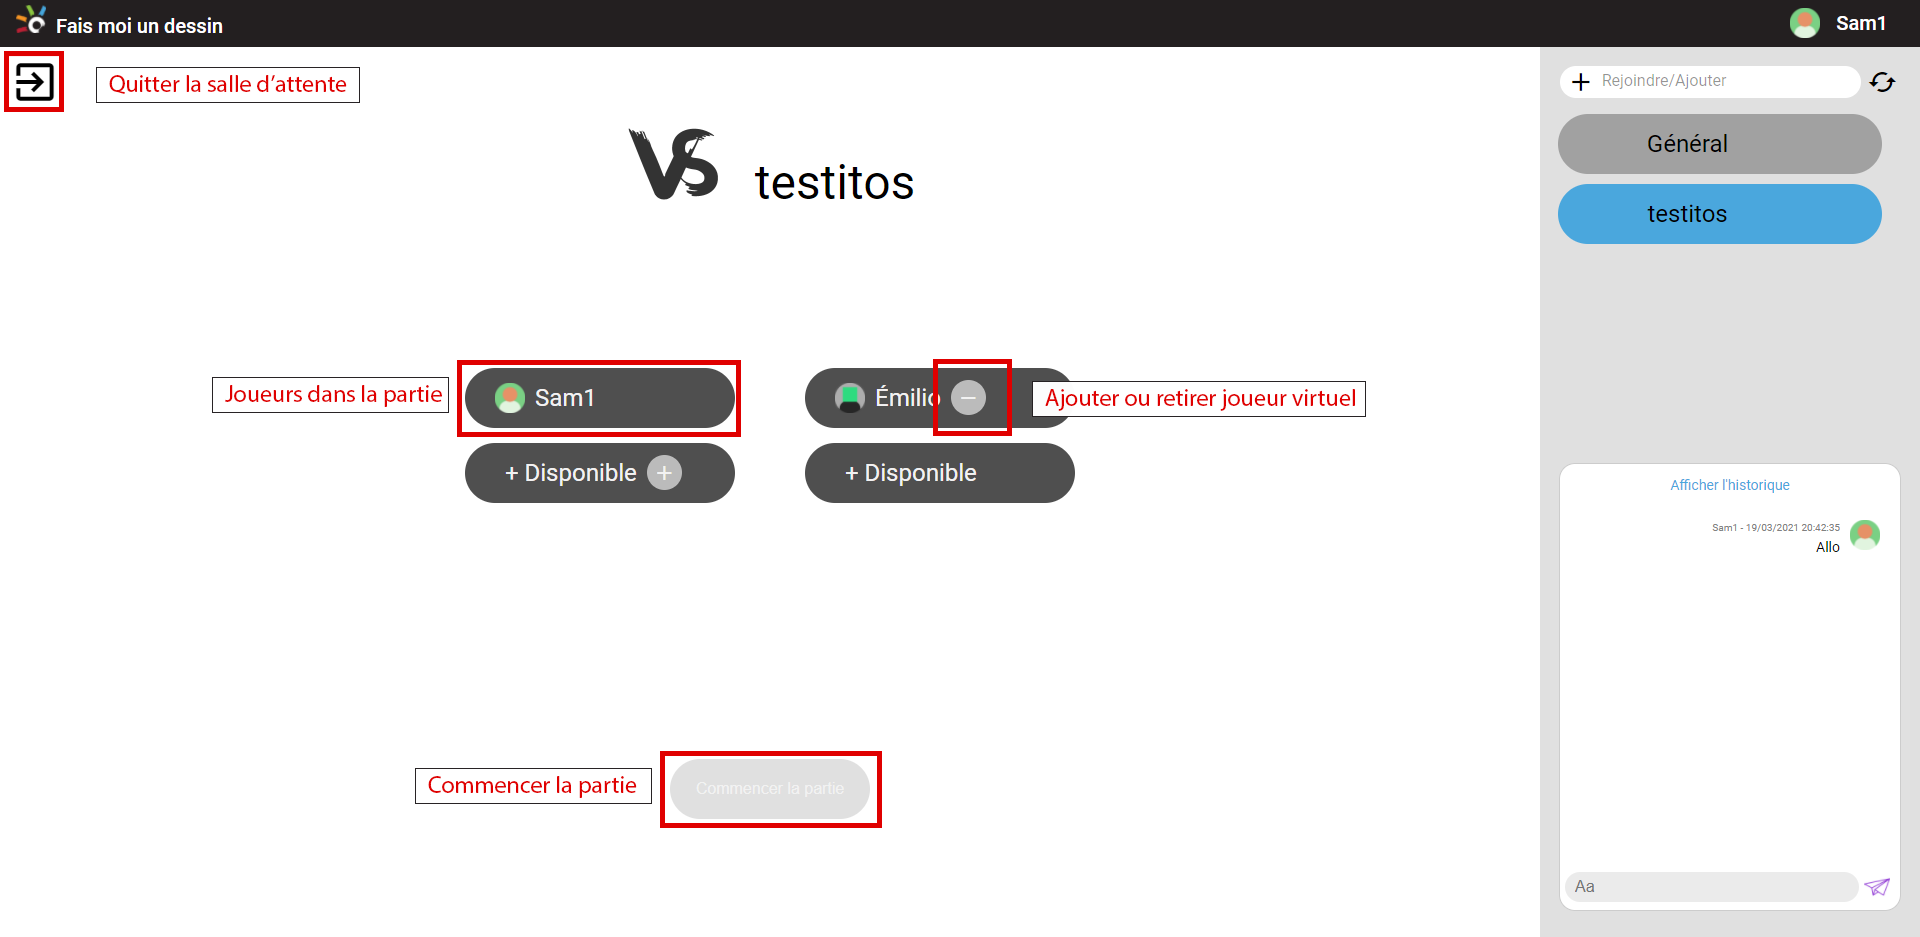 Fais moi un dessin
Sam1
Quitter la salle d’attente
Rejoindre/Ajouter
Général
testitos
VS testitos
Joueurs dans la partie
Sam1
Émilio
Ajouter ou retirer joueur virtuel
+ Disponible +
+ Disponible
Afficher l'historique
Sam1 - 19/03/2021 20:42:35
Allo
Commencer la partie
Commencer la partie
Aa